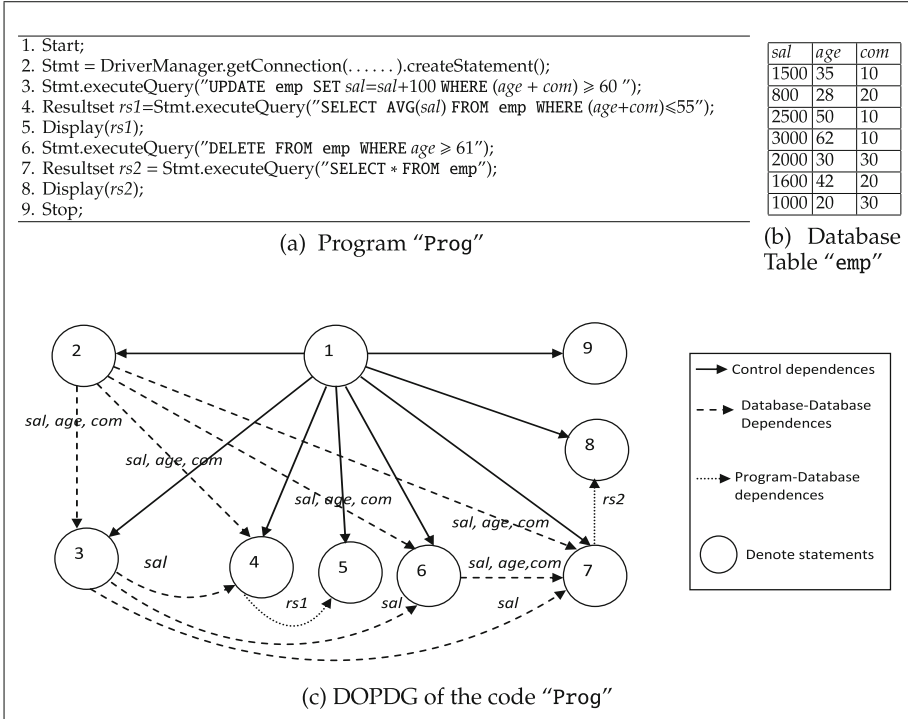 1. Start;
2. Stmt = DriverManager.getConnection(......).createStatement();
3. Stmt.executeQuery("UPDATE emp SET sal=sal+100 WHERE (age + com) ⩾ 60 ");
4. Resultset rs1=Stmt.executeQuery("SELECT AVG(sal) FROM emp WHERE (age+com)⩽55");
5. Display(rs1);
6. Stmt.executeQuery("DELETE FROM emp WHERE age ⩾ 61");
7. Resultset rs2 = Stmt.executeQuery("SELECT * FROM emp");
8. Display(rs2);
9. Stop;
(a) Program "Prog"
sal age com
1500 35 10
800 28 20
2500 50 10
3000 62 10
2000 30 30
1600 42 20
1000 20 30
(b) Database
Table "emp"
2
1
9
8
3
4
5
6
7
sal, age, com
sal, age, com
sal, age, com
sal, age, com
sal, age,com
sal
rs1
sal
sal
rs2
Control dependences
Database-Database
Dependences
Program-Database
dependences
Denote statements
(c) DOPDG of the code "Prog"